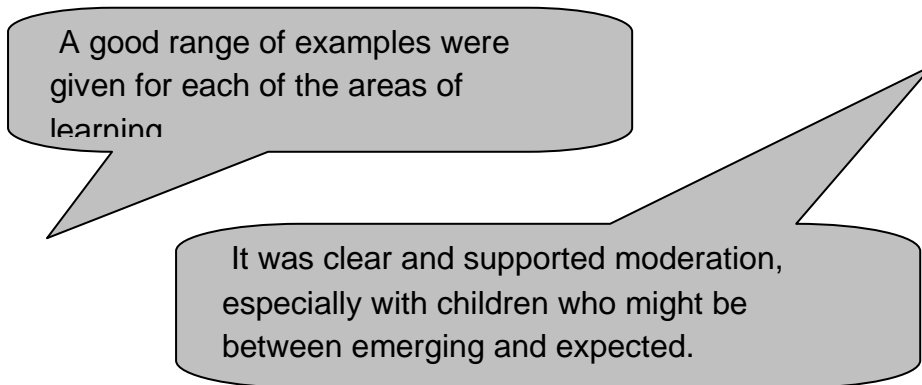 A good range of examples were
given for each of the areas of
learning
It was clear and supported moderation,
especially with children who might be
between emerging and expected.